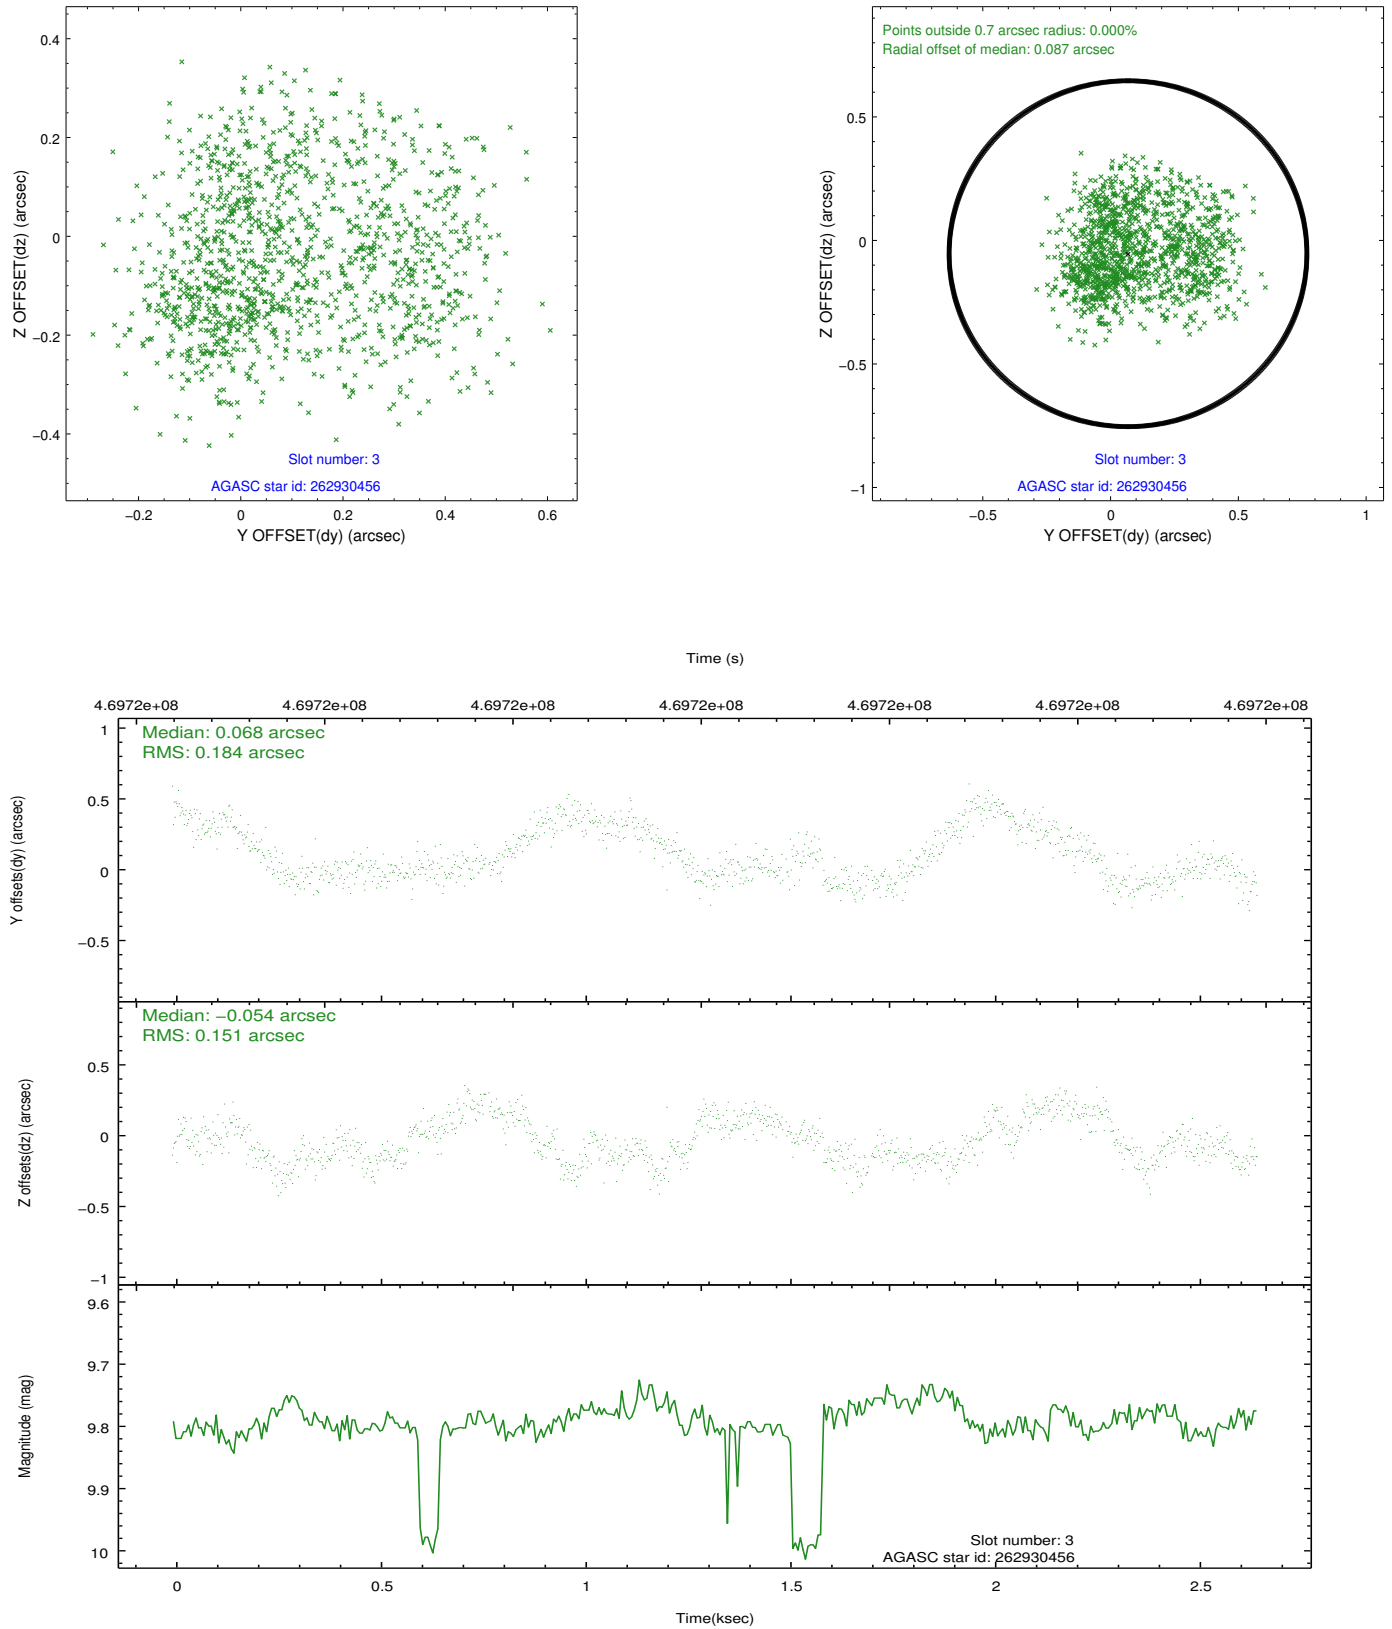 0.4
0.2
0
−0.2
−0.4
Z OFFSET(dz) (arcsec)
Slot number: 3
AGASC star id: 262930456
−0.2 0 0.2 0.4 0.6
Y OFFSET(dy) (arcsec)
Points outside 0.7 arcsec radius: 0.000%
Radial offset of median: 0.087 arcsec
0.5
0
−0.5
−1
Z OFFSET(dz) (arcsec)
Slot number: 3
AGASC star id: 262930456
−0.5 0 0.5 1
Y OFFSET(dy) (arcsec)
Time (s)
4.6972e+08 4.6972e+08 4.6972e+08 4.6972e+08 4.6972e+08 4.6972e+08 4.6972e+08
Median: 0.068 arcsec
RMS: 0.184 arcsec
1
0.5
0
−0.5
Y offsets(dy) (arcsec)
Median: −0.054 arcsec
RMS: 0.151 arcsec
0.5
0
−0.5
−1
Z offsets(dz) (arcsec)
9.6
9.7
9.8
9.9
10
Magnitude (mag)
Slot number: 3
AGASC star id: 262930456
0 0.5 1 1.5 2 2.5
Time(ksec)